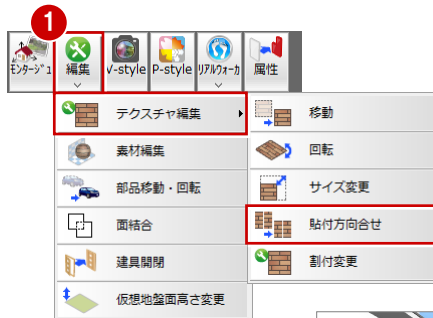 1
モンタージュ 編集 V-style P-style リアルウォーカ 属性
テクスチャ編集
移動
素材編集
回転
部品移動・回転
サイズ変更
面結合
貼付方向合せ
建具開閉
割付変更
仮想地盤面高さ変更